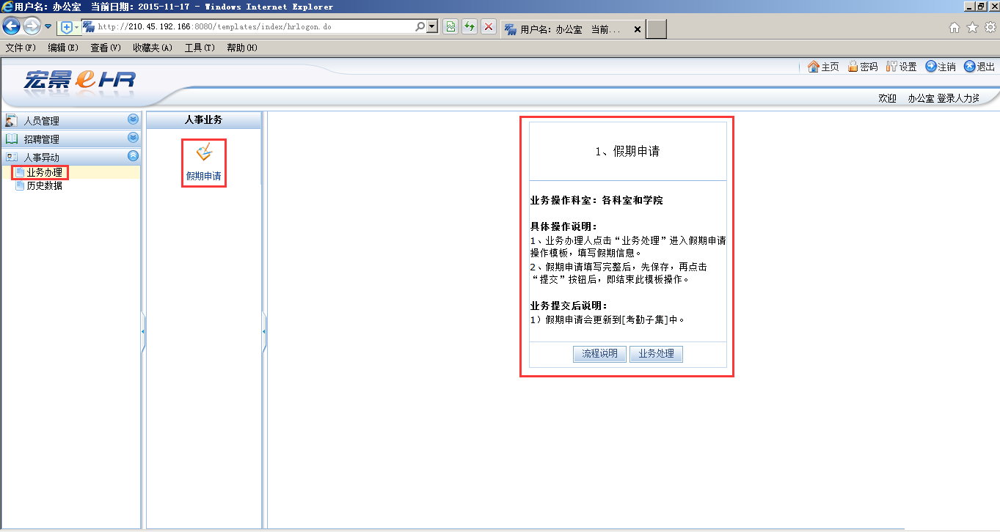 用户名: 办公室 当前日期: 2015-11-17 - Windows Internet Explorer
http://210.45.192.166:8080/templates/index/hrlogon.do
用户名: 办公室 当前...
文件(F) 编辑(E) 查看(V) 收藏夹(A) 工具(T) 帮助(H)
主页 密码 设置 注销 退出
宏景eHR
欢迎 办公室 登录人力资
人员管理
招聘管理
人事异动
业务办理
历史数据
人事业务
假期申请
1、假期申请
业务操作科室：各科室和学院
具体操作说明：
1、业务办理人点击“业务处理”进入假期申请
操作模板，填写假期信息。
2、假期申请填写完整后，先保存，再点击
“提交”按钮后，即结束此模板操作。
业务提交后说明：
1）假期申请会更新到[考勤子集]中。
流程说明 业务处理